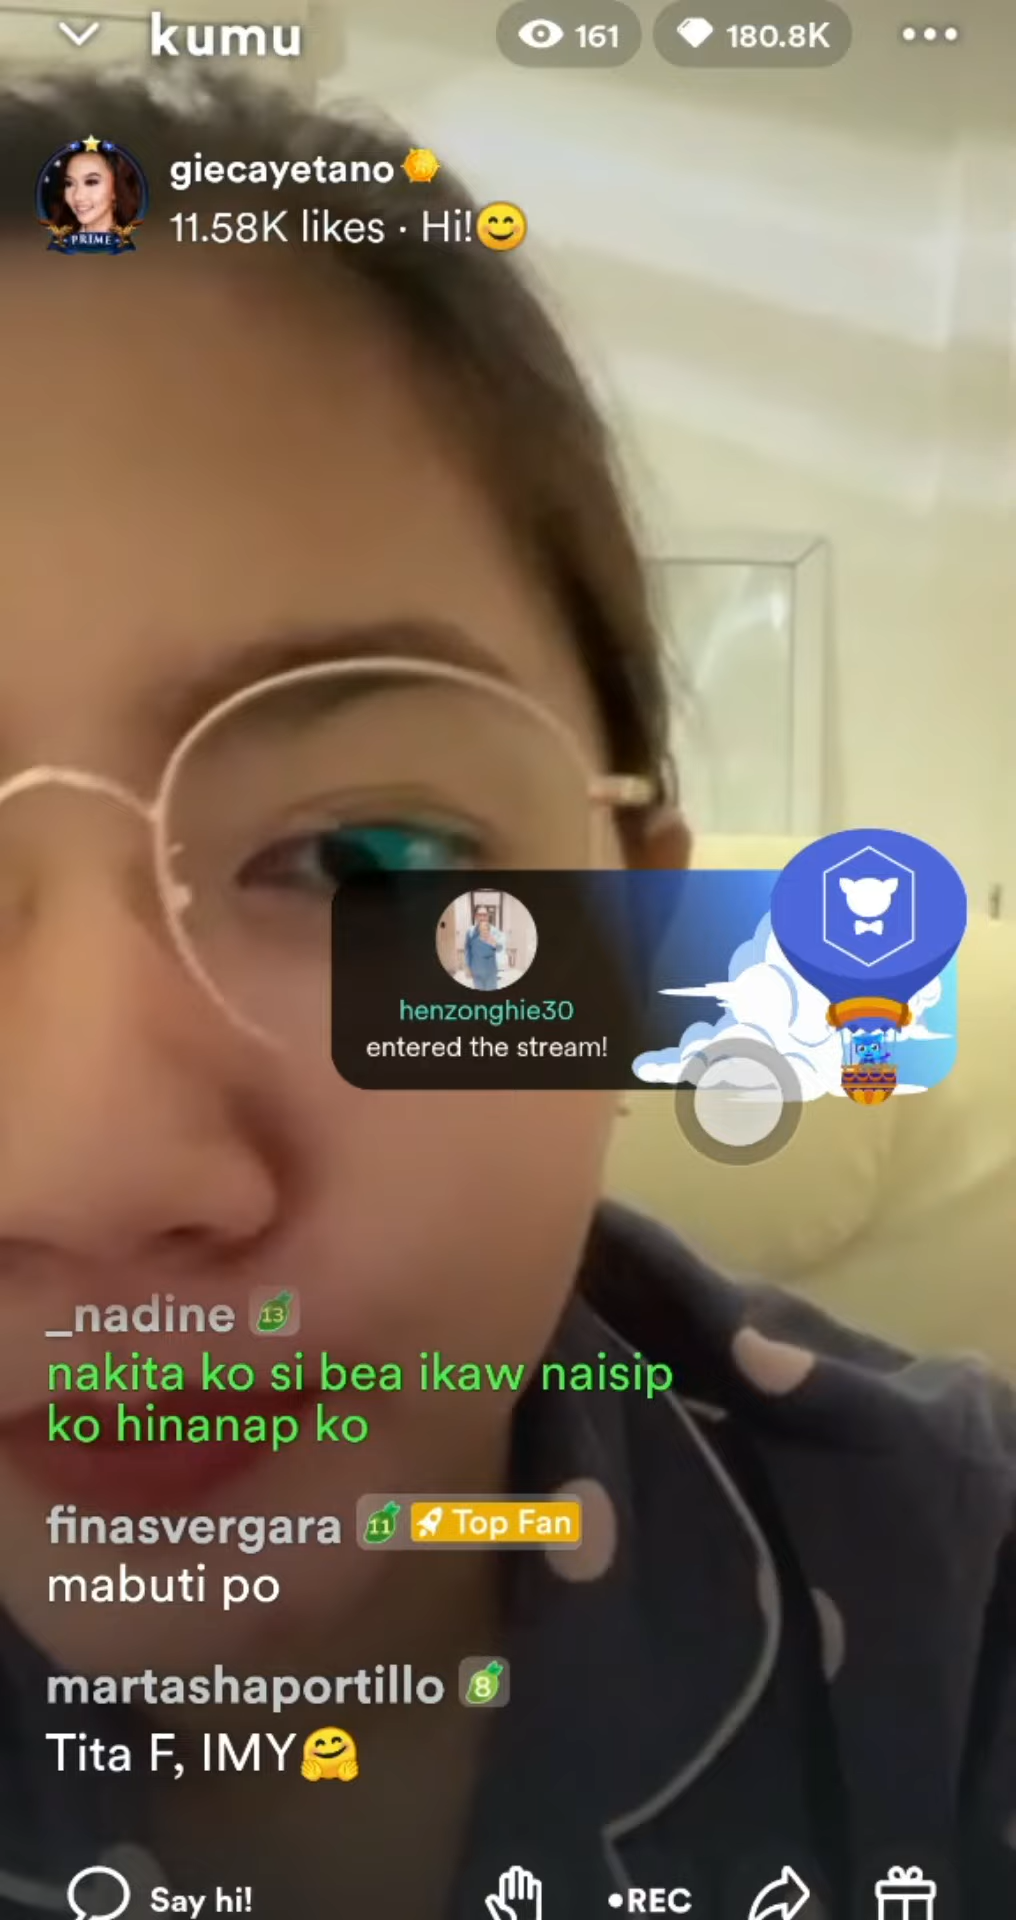 kumu
161
180.8K
giecayetano
PRIME
11.58K likes · Hi!😊
henzonghie30
entered the stream!
_nadine 13
nakita ko si bea ikaw naisip
ko hinanap ko
finasvergara 11 Top Fan
mabuti po
martashaportillo 8
Tita F, IMY🤗
Say hi!
•REC